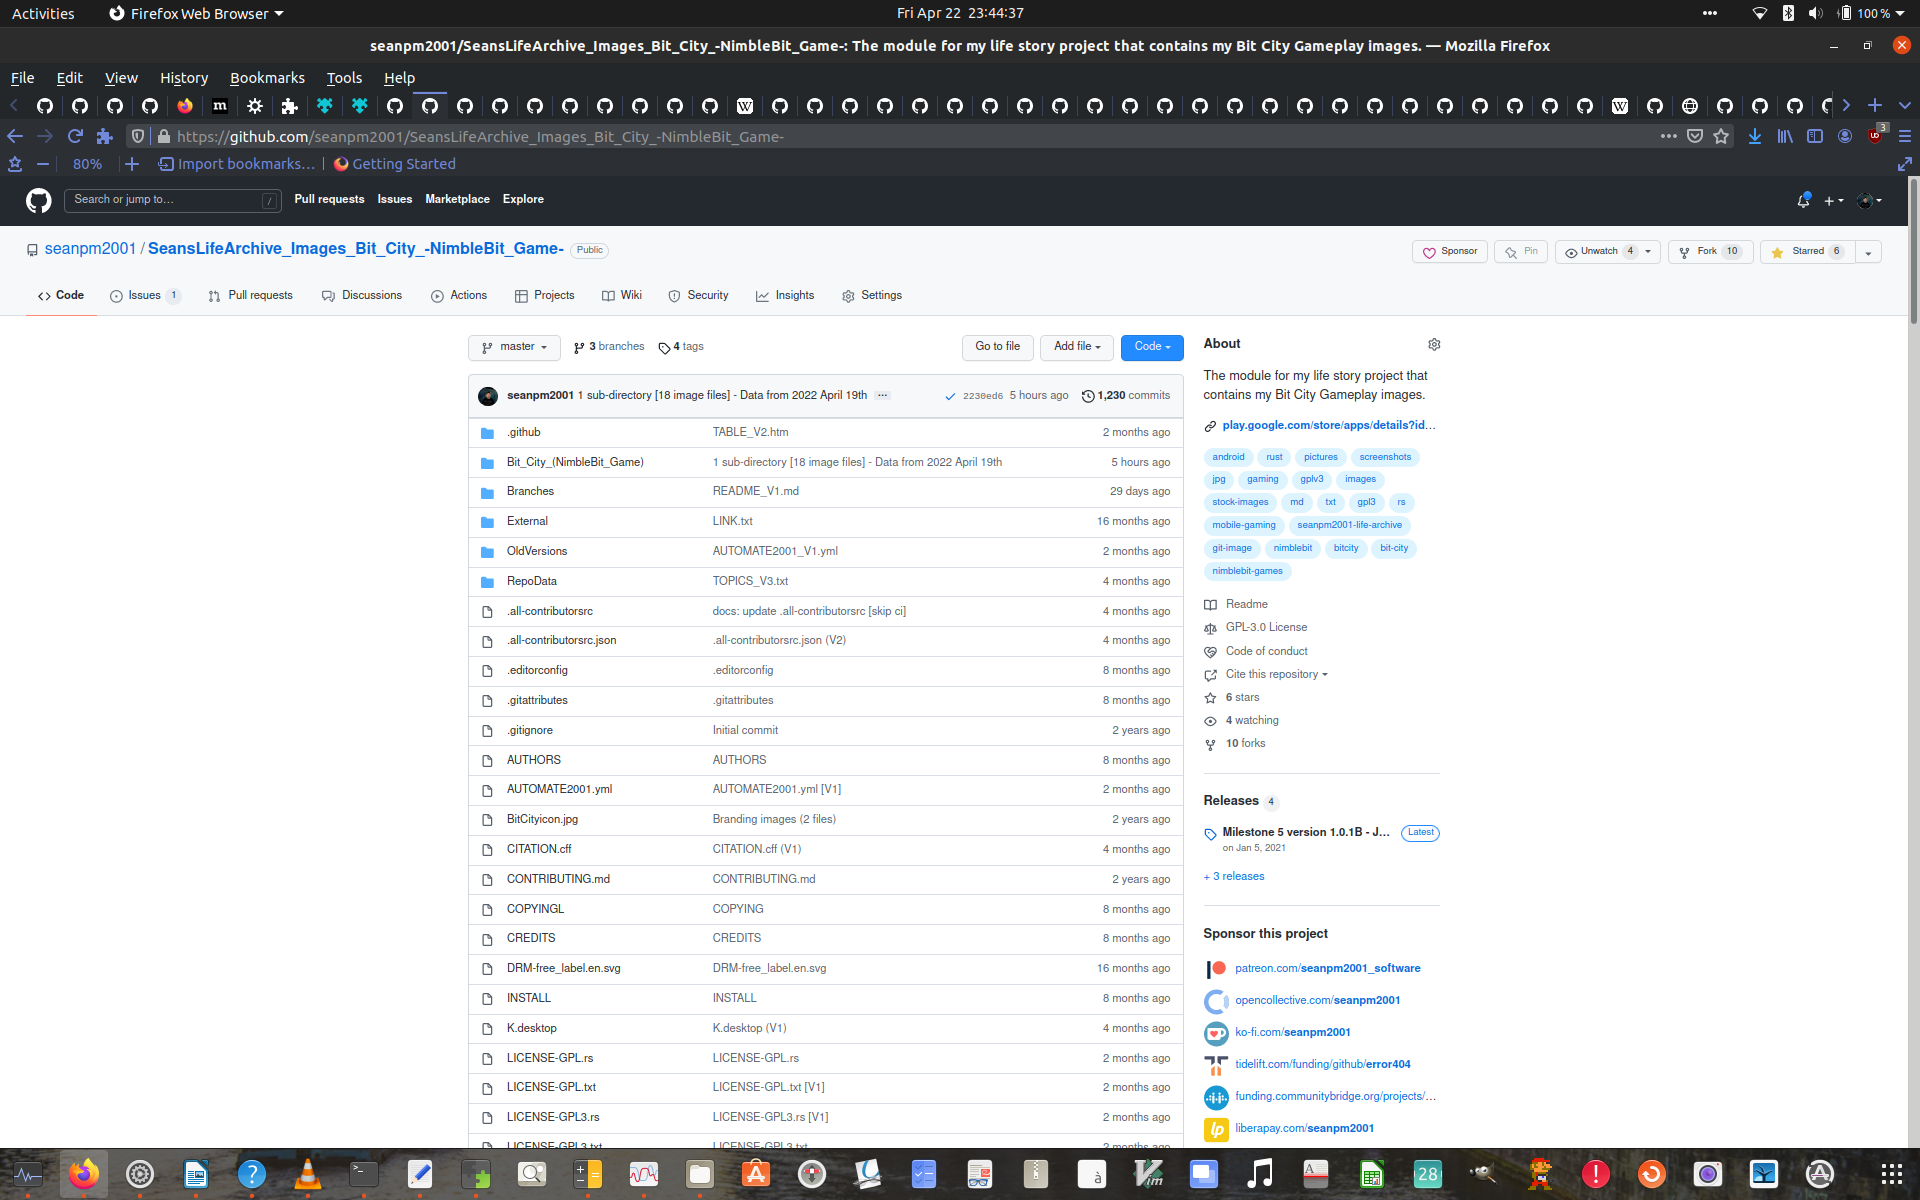 Activities Firefox Web Browser Fri Apr 22 23:44:37 100 %
seanpm2001/SeansLifeArchive_Images_Bit_City_-NimbleBit_Game-: The module for my life story project that contains my Bit City Gameplay images. — Mozilla Firefox
File Edit View History Bookmarks Tools Help
https://github.com/seanpm2001/SeansLifeArchive_Images_Bit_City_-NimbleBit_Game- 3
80% Import bookmarks... Getting Started
Search or jump to... / Pull requests Issues Marketplace Explore
seanpm2001 / SeansLifeArchive_Images_Bit_City_-NimbleBit_Game- Public Sponsor Pin Unwatch 4 Fork 10 Starred 6
Code Issues 1 Pull requests Discussions Actions Projects Wiki Security Insights Settings
master 3 branches 4 tags Go to file Add file Code
seanpm2001 1 sub-directory [18 image files] - Data from 2022 April 19th ... 2230ed6 5 hours ago 1,230 commits
.github TABLE_V2.htm 2 months ago
Bit_City_(NimbleBit_Game) 1 sub-directory [18 image files] - Data from 2022 April 19th 5 hours ago
Branches README_V1.md 29 days ago
External LINK.txt 16 months ago
OldVersions AUTOMATE2001_V1.yml 2 months ago
RepoData TOPICS_V3.txt 4 months ago
.all-contributorsrc docs: update .all-contributorsrc [skip ci] 4 months ago
.all-contributorsrc.json .all-contributorsrc.json (V2) 4 months ago
.editorconfig .editorconfig 8 months ago
.gitattributes .gitattributes 8 months ago
.gitignore Initial commit 2 years ago
AUTHORS AUTHORS 8 months ago
AUTOMATE2001.yml AUTOMATE2001.yml [V1] 2 months ago
BitCityicon.jpg Branding images (2 files) 2 years ago
CITATION.cff CITATION.cff (V1) 4 months ago
CONTRIBUTING.md CONTRIBUTING.md 2 years ago
COPYINGL COPYING 8 months ago
CREDITS CREDITS 8 months ago
DRM-free_label.en.svg DRM-free_label.en.svg 16 months ago
INSTALL INSTALL 8 months ago
K.desktop K.desktop (V1) 4 months ago
LICENSE-GPL.rs LICENSE-GPL.rs 2 months ago
LICENSE-GPL.txt LICENSE-GPL.txt [V1] 2 months ago
LICENSE-GPL3.rs LICENSE-GPL3.rs [V1] 2 months ago
LICENSE-GPL3.txt LICENSE-GPL3.txt 2 months ago
About
The module for my life story project that
contains my Bit City Gameplay images.
play.google.com/store/apps/details?id...
android rust pictures screenshots
jpg gaming gplv3 images
stock-images md txt gpl3 rs
mobile-gaming seanpm2001-life-archive
git-image nimblebit bitcity bit-city
nimblebit-games
Readme
GPL-3.0 License
Code of conduct
Cite this repository
6 stars
4 watching
10 forks
Releases 4
Milestone 5 version 1.0.1B - J... Latest
on Jan 5, 2021
+ 3 releases
Sponsor this project
patreon.com/seanpm2001_software
opencollective.com/seanpm2001
ko-fi.com/seanpm2001
tidelift.com/funding/github/error404
funding.communitybridge.org/projects/...
lp liberapay.com/seanpm2001
28